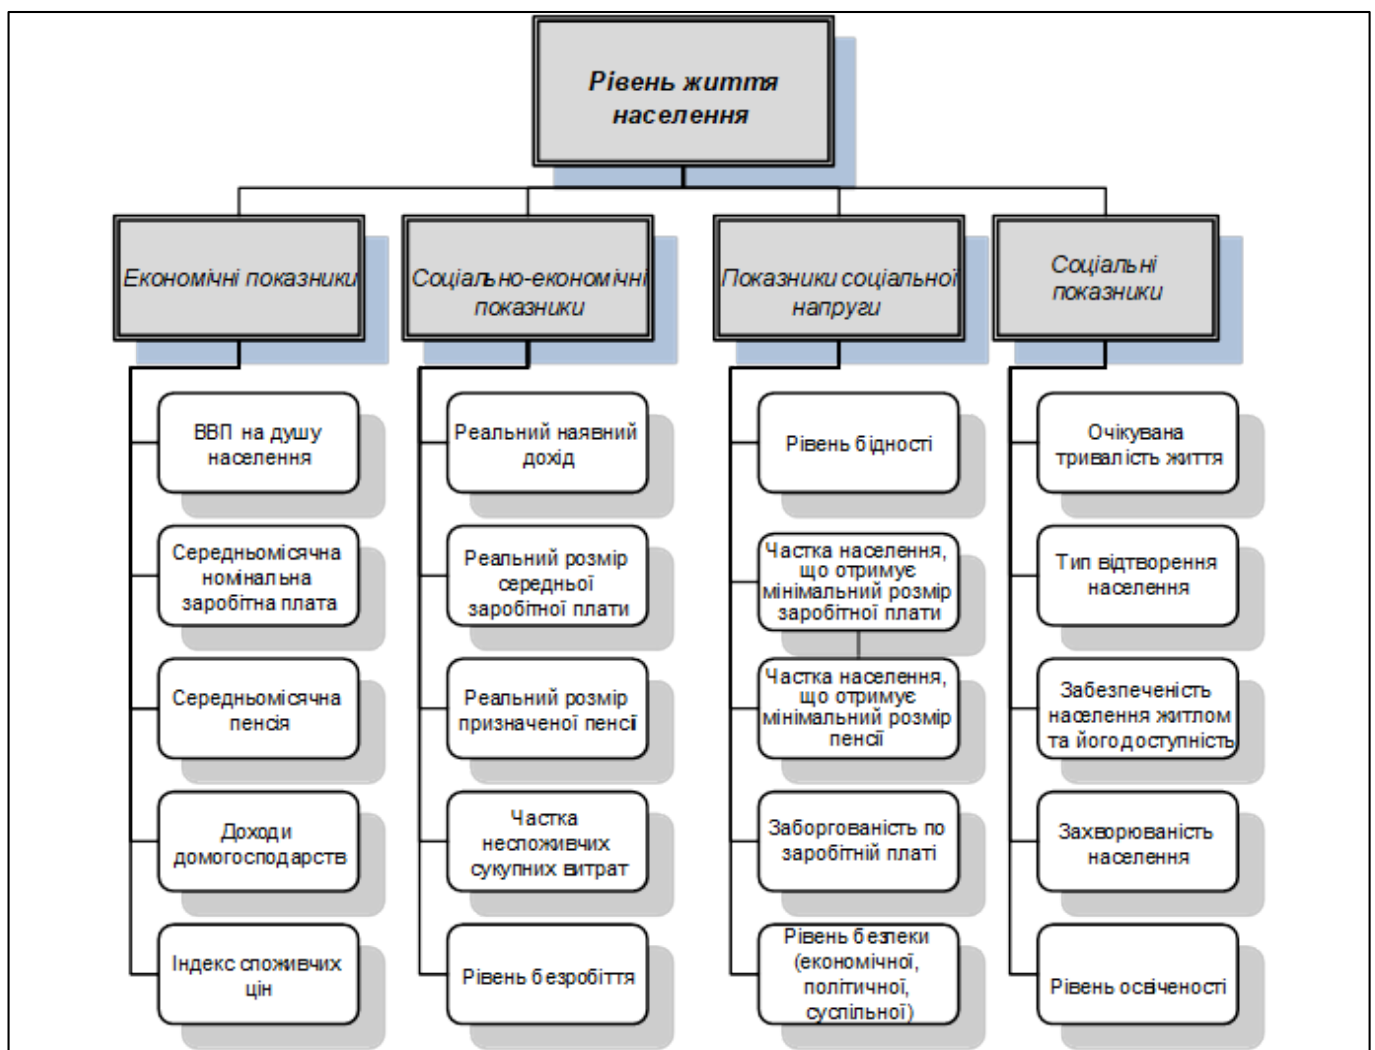 Рівень життя
населення
Економічні показники
Соціально-економічні
показники
Показники соціальної
напруги
Соціальні
показники
ВВП на душу
населення
Середньомісячна
номінальна
заробітна плата
Середньомісячна
пенсія
Доходи
домогосподарств
Індекс споживчих
цін
Реальний наявний
дохід
Реальний розмір
середньої
заробітної плати
Реальний розмір
призначеної пенсії
Частка
неспоживчих
сукупних витрат
Рівень безробіття
Рівень бідності
Частка населення,
що отримує
мінімальний розмір
заробітної плати
Частка населення,
що отримує
мінімальний розмір
пенсії
Заборгованість по
заробітній платі
Рівень безпеки
(економічної,
політичної,
суспільної)
Очікувана
тривалість життя
Тип відтворення
населення
Забезпеченість
населення житлом
та його доступність
Захворюваність
населення
Рівень освіченості